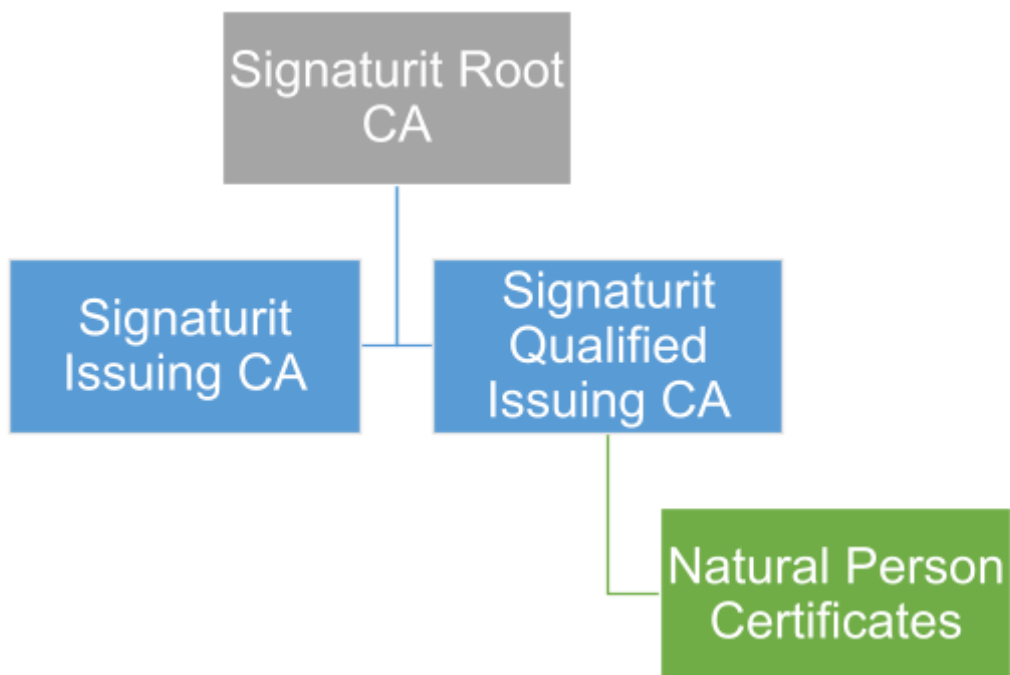 Signaturit Root
CA
Signaturit
Issuing CA
Signaturit
Qualified
Issuing CA
Natural Person
Certificates